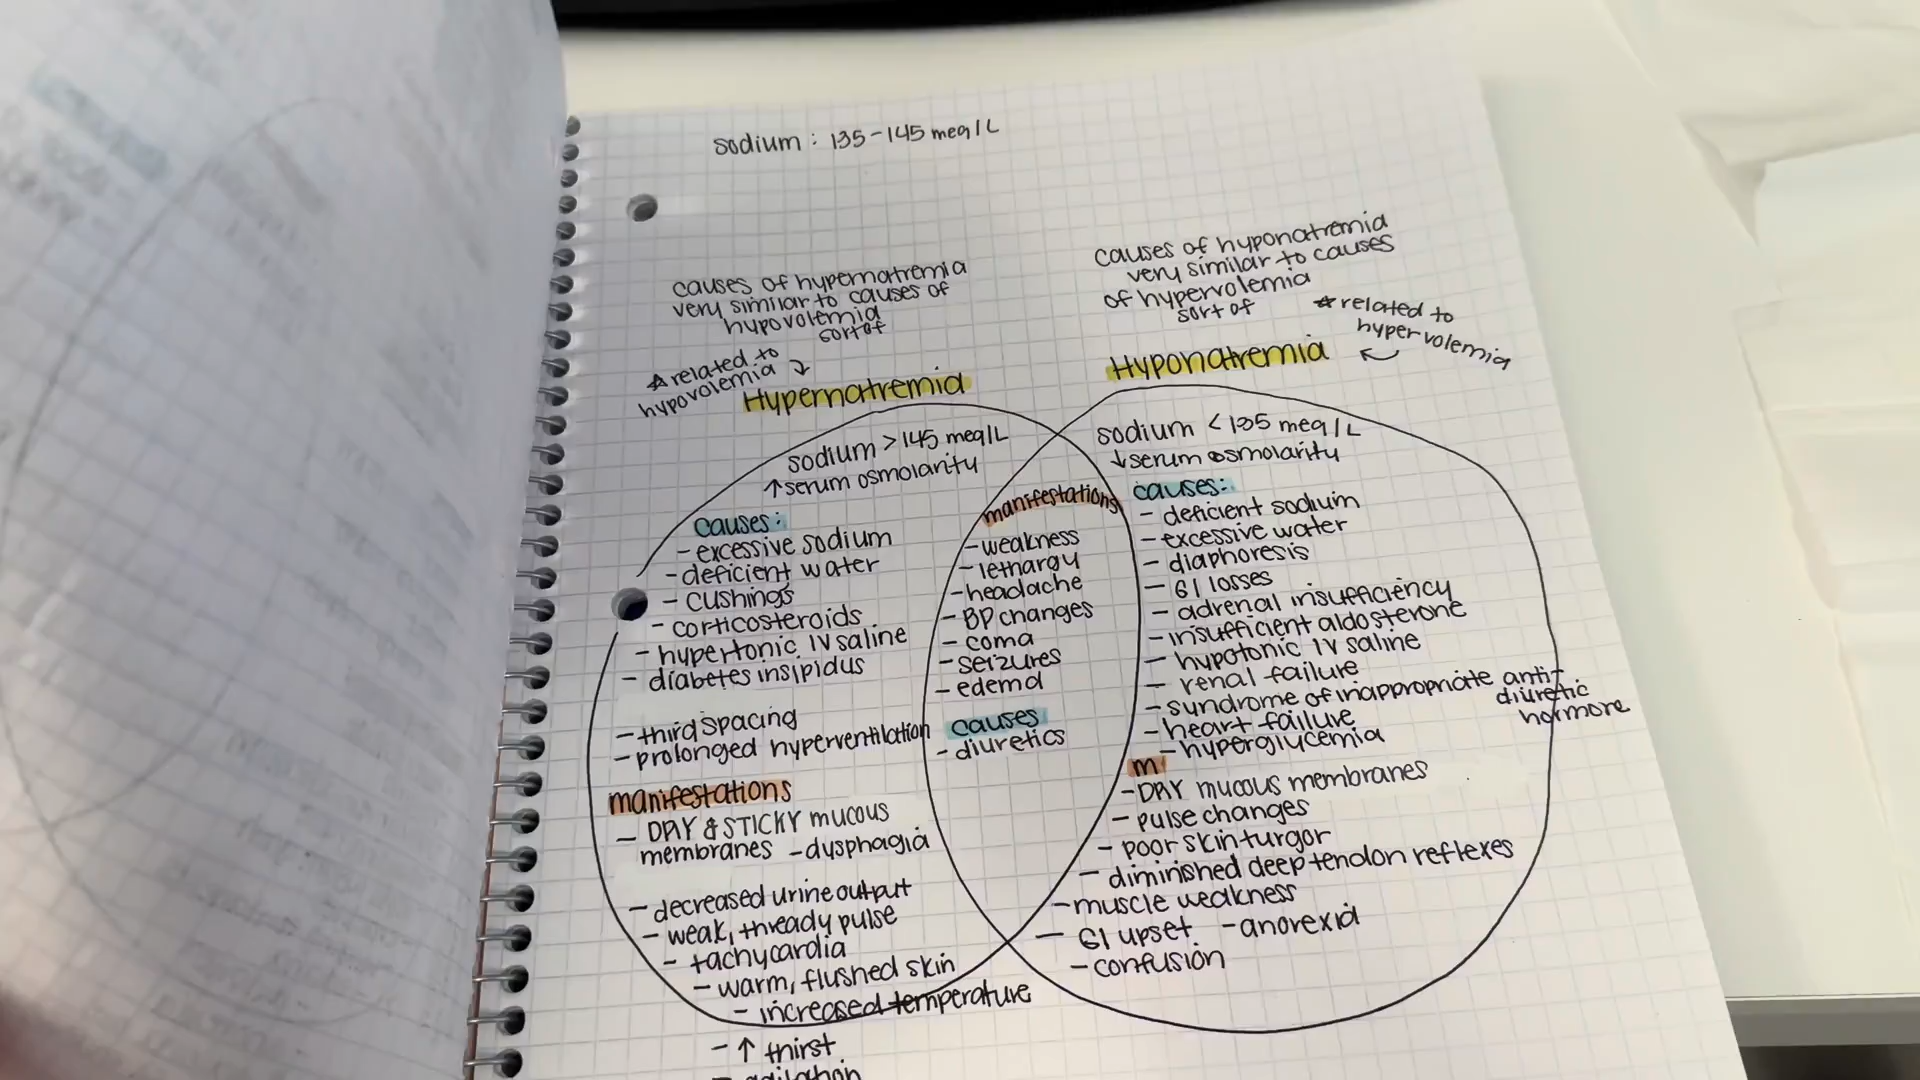 sodium : 135-145 meq/L
causes of hypernatremia
very similar to causes of
hypovolemia
sort of
☆ related to
hypovolemia ↓
Hypernatremia
causes of hyponatremia
very similar to causes
of hypervolemia
sort of
☆ related to
hypervolemia
Hyponatremia
sodium > 145 meq/L
↑ serum osmolarity
causes:
- excessive sodium
- deficient water
- cushings
- corticosteroids
- hypertonic IV saline
- diabetes insipidus
- third spacing
- prolonged hyperventilation
manifestations
- DRY & STICKY mucous
membranes - dysphagia
- decreased urine output
- weak, thready pulse
- tachycardia
- warm, flushed skin
- increased temperature
- ↑ thirst
- agitation
manifestations
- weakness
- lethargy
- headache
- BP changes
- coma
- seizures
- edema
causes
- diuretics
sodium < 135 meq/L
↓ serum osmolarity
causes:
- deficient sodium
- excessive water
- diaphoresis
- GI losses
- adrenal insufficiency
- insufficient aldosterone
- hypotonic IV saline
- renal failure
- syndrome of inappropriate anti-
diuretic
hormore
- heart failure
- hyperglycemia
m
- DRY mucous membranes
- pulse changes
- poor skin turgor
- diminished deep tendon reflexes
- muscle weakness
- GI upset - anorexia
- confusion